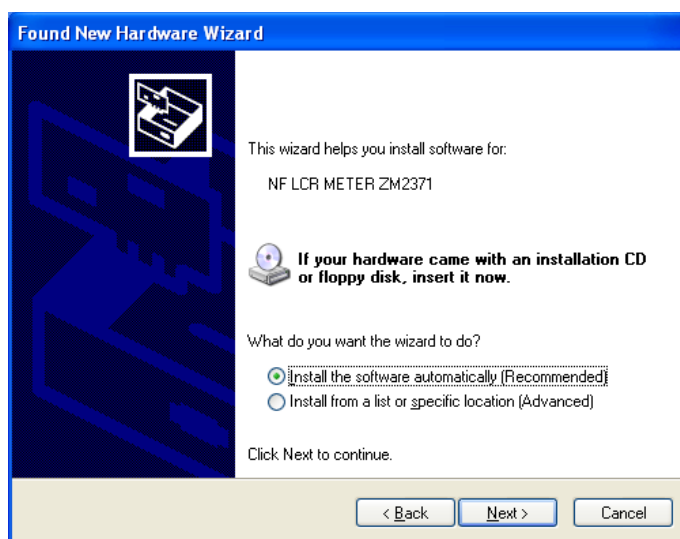 Found New Hardware Wizard
This wizard helps you install software for:
NF LCR METER ZM2371
If your hardware came with an installation CD
or floppy disk, insert it now.
What do you want the wizard to do?
Install the software automatically (Recommended)
Install from a list or specific location (Advanced)
Click Next to continue.
< Back Next > Cancel